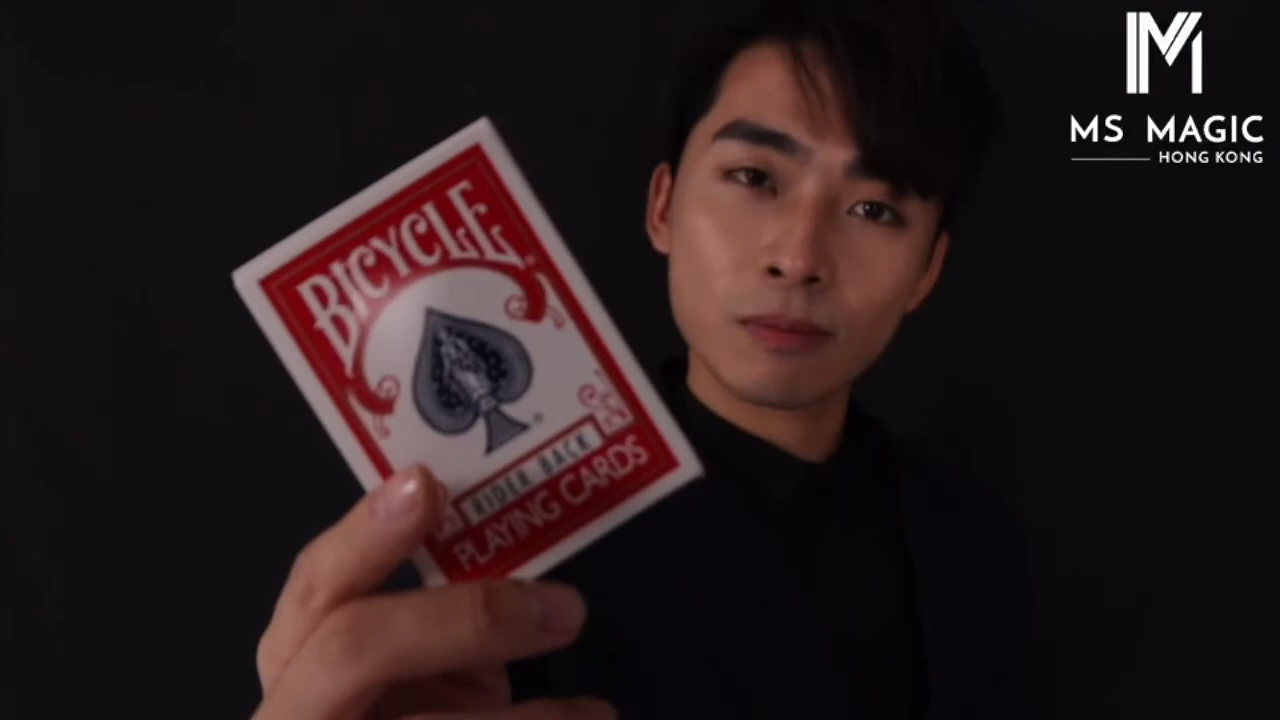 MS MAGIC
HONG KONG
BICYCLE
RIDER BACK
PLAYING CARDS